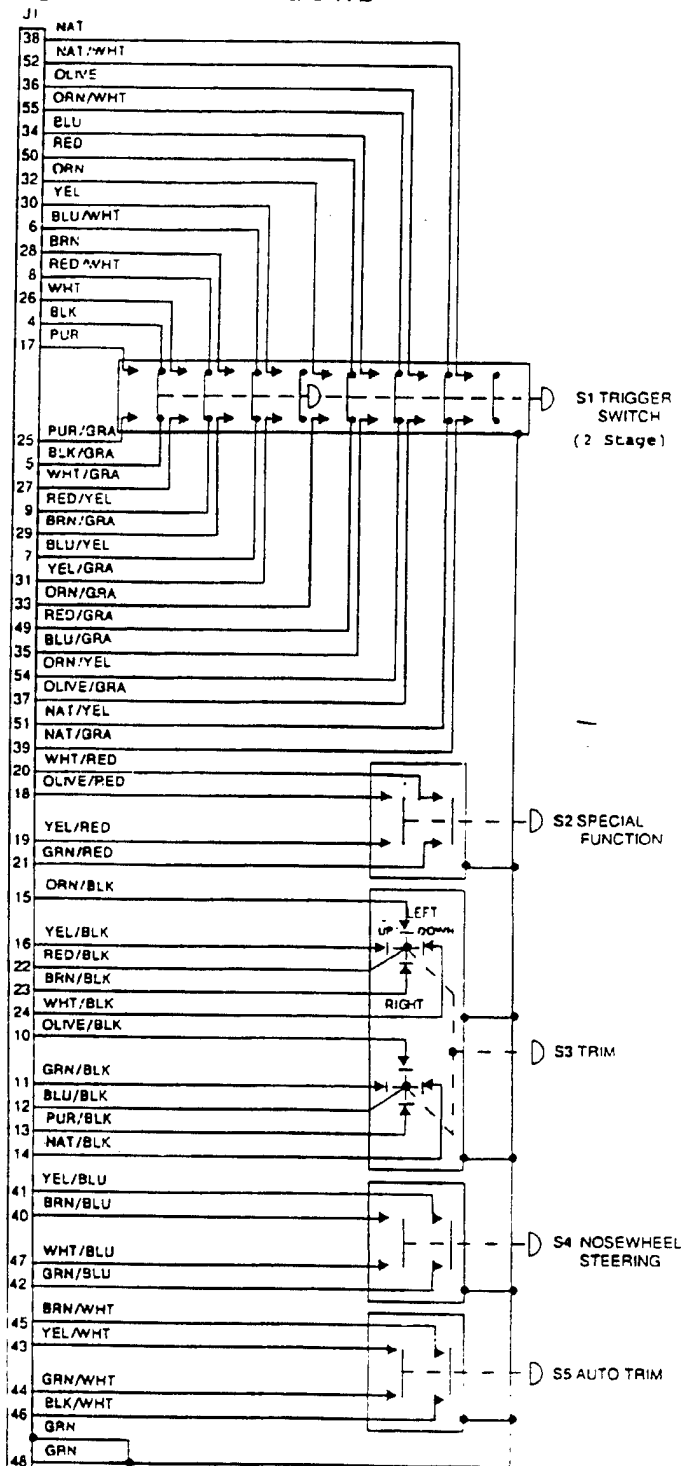 J1
NAT
38
NAT/WHT
52
OLIVE
36
ORN/WHT
55
BLU
34
RED
50
ORN
32
YEL
30
BLU/WHT
6
BRN
28
RED/WHT
8
WHT
26
BLK
4
PUR
17
S1 TRIGGER
SWITCH
(2 Stage)
PUR/GRA
25
BLK/GRA
5
WHT/GRA
27
RED/YEL
9
BRN/GRA
29
BLU/YEL
7
YEL/GRA
31
ORN/GRA
33
RED/GRA
49
BLU/GRA
35
ORN/YEL
54
OLIVE/GRA
37
NAT/YEL
51
NAT/GRA
39
WHT/RED
20
OLIVE/RED
18
YEL/RED
19
GRN/RED
21
S2 SPECIAL
FUNCTION
ORN/BLK
15
LEFT
UP DOWN
YEL/BLK
16
RED/BLK
22
BRN/BLK
23
RIGHT
WHT/BLK
24
OLIVE/BLK
10
S3 TRIM
GRN/BLK
11
BLU/BLK
12
PUR/BLK
13
NAT/BLK
14
YEL/BLU
41
BRN/BLU
40
S4 NOSEWHEEL
STEERING
WHT/BLU
47
GRN/BLU
42
BRN/WHT
45
YEL/WHT
43
S5 AUTO TRIM
GRN/WHT
44
BLK/WHT
46
GRN
GRN
48